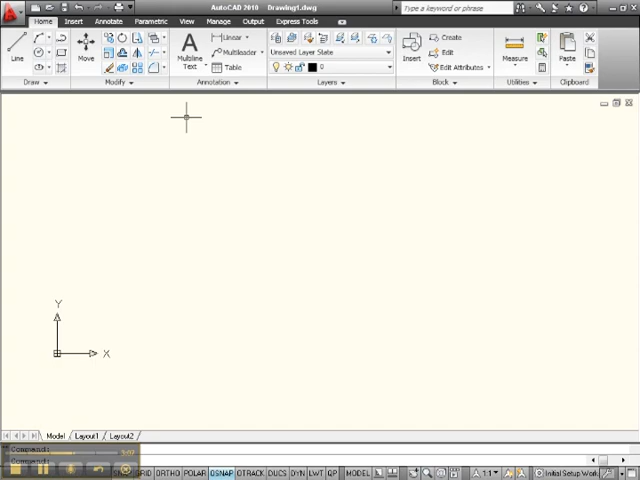 AutoCAD 2010 Drawing1.dwg
Type a keyword or phrase
Home Insert Annotate Parametric View Manage Output Express Tools
Line
Move
Multiline Text
Linear
Multileader
Table
Unsaved Layer State
0
Insert
Create
Edit
Edit Attributes
Measure
Paste
Draw Modify Annotation Layers Block Utilities Clipboard
Y
X
Model Layout1 Layout2
Command:
Command:
3:07
GRID ORTHO POLAR OSNAP OTRACK DUCS DYN LWT QP MODEL 1:1 Initial Setup Work